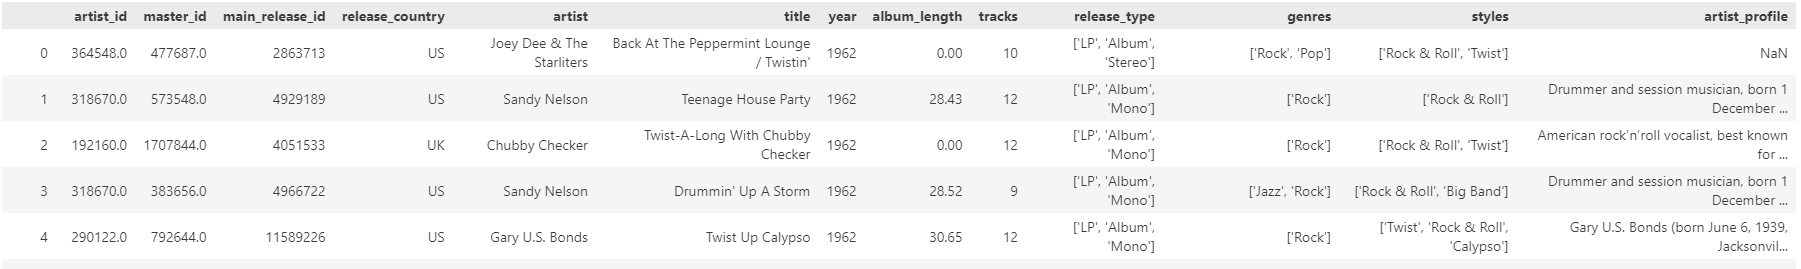 artist_id master_id main_release_id release_country artist title year album_length tracks release_type genres styles artist_profile
0 364548.0 477687.0 2863713 US Joey Dee & The Starliters Back At The Peppermint Lounge / Twistin' 1962 0.00 10 ['LP', 'Album', 'Stereo'] ['Rock', 'Pop'] ['Rock & Roll', 'Twist'] NaN
1 318670.0 573548.0 4929189 US Sandy Nelson Teenage House Party 1962 28.43 12 ['LP', 'Album', 'Mono'] ['Rock'] ['Rock & Roll'] Drummer and session musician, born 1 December ...
2 192160.0 1707844.0 4051533 UK Chubby Checker Twist-A-Long With Chubby Checker 1962 0.00 12 ['LP', 'Album', 'Mono'] ['Rock'] ['Rock & Roll', 'Twist'] American rock’n’roll vocalist, best known for ...
3 318670.0 383656.0 4966722 US Sandy Nelson Drummin' Up A Storm 1962 28.52 9 ['LP', 'Album', 'Mono'] ['Jazz', 'Rock'] ['Rock & Roll', 'Big Band'] Drummer and session musician, born 1 December ...
4 290122.0 792644.0 11589226 US Gary U.S. Bonds Twist Up Calypso 1962 30.65 12 ['LP', 'Album', 'Mono'] ['Rock'] ['Twist', 'Rock & Roll', 'Calypso'] Gary U.S. Bonds (born June 6, 1939, Jacksonvil...